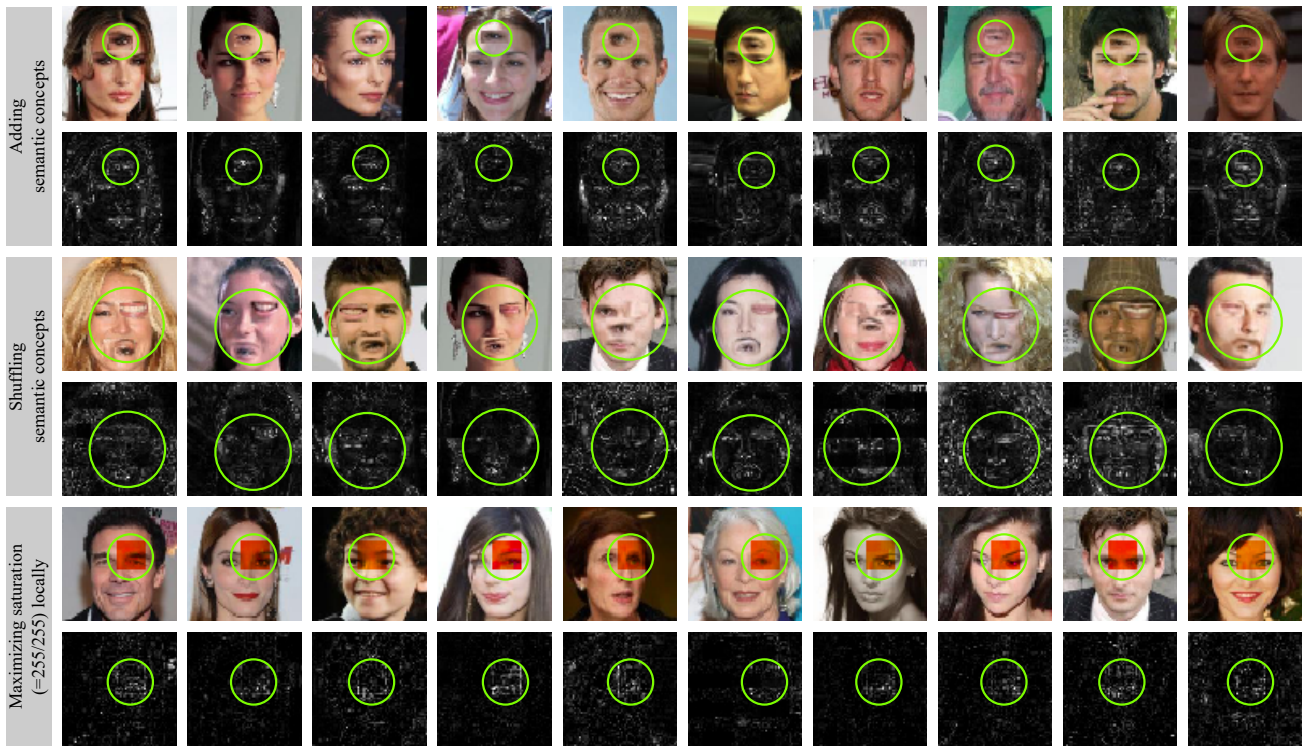 Adding
semantic concepts
Shuffling
semantic concepts
Maximizing saturation
(=255/255) locally